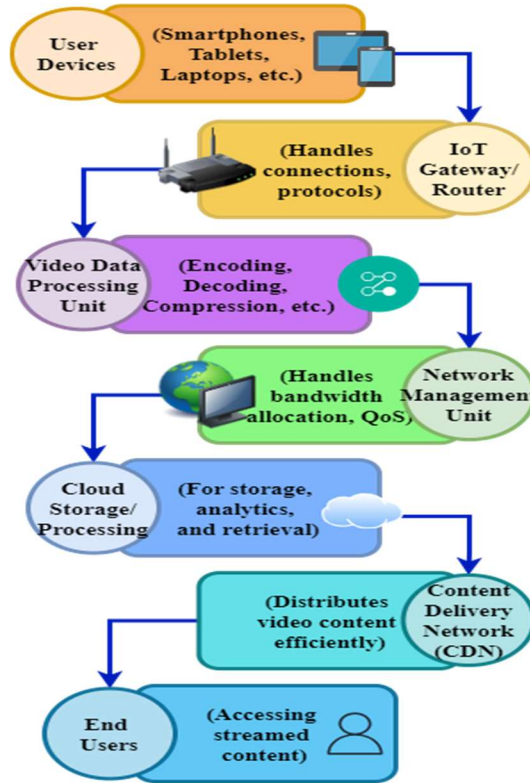 User
Devices
(Smartphones,
Tablets,
Laptops, etc.)
(Handles
connections,
protocols)
IoT
Gateway/
Router
Video Data
Processing
Unit
(Encoding,
Decoding,
Compression, etc.)
(Handles
bandwidth
allocation, QoS)
Network
Management
Unit
Cloud
Storage/
Processing
(For storage,
analytics,
and retrieval)
(Distributes
video content
efficiently)
Content
Delivery
Network
(CDN)
End
Users
(Accessing
streamed
content)